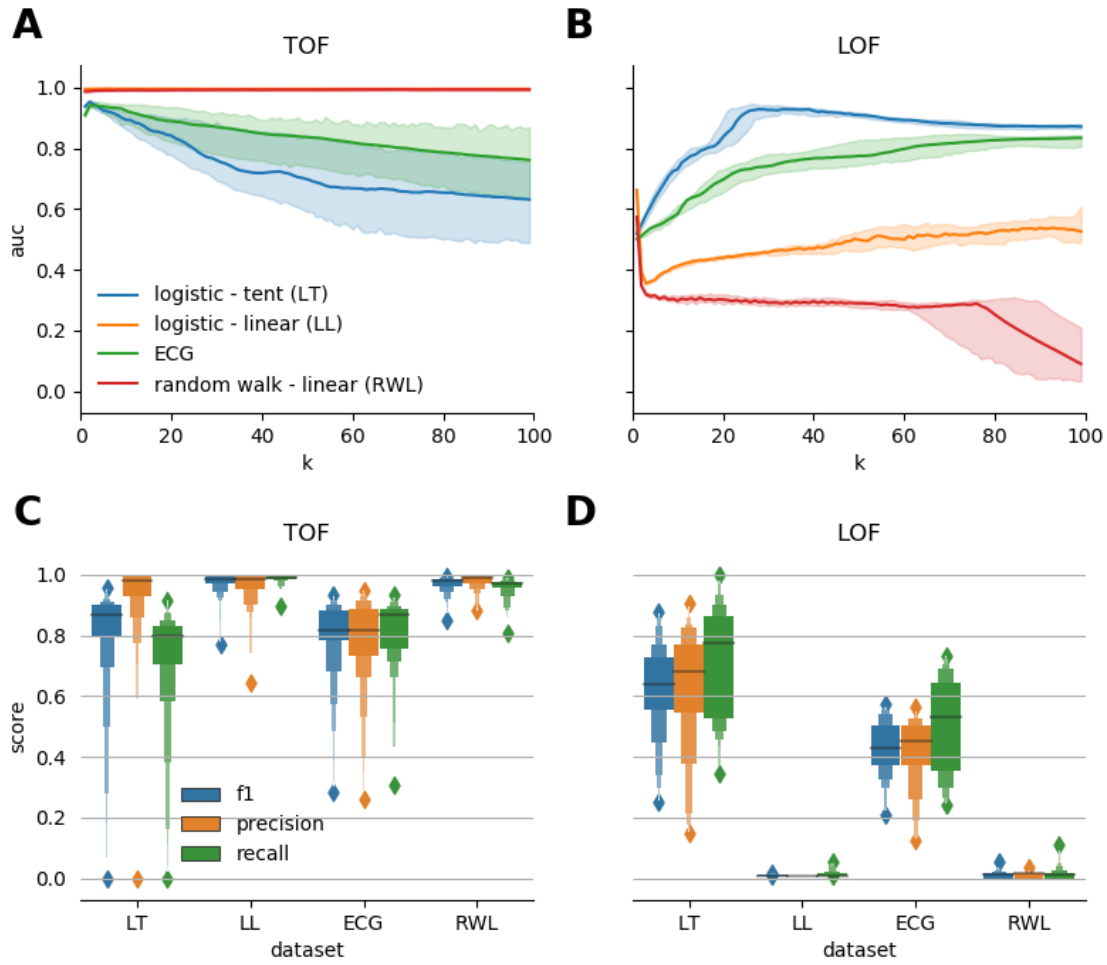 A
B
TOF
LOF
auc
1.0
0.8
0.6
0.4
0.2
0.0
logistic - tent (LT)
logistic - linear (LL)
ECG
random walk - linear (RWL)
0 20 40 60 80 100
0 20 40 60 80 100
k
k
C
D
TOF
LOF
score
1.0
0.8
0.6
0.4
0.2
0.0
f1
precision
recall
LT LL ECG RWL
LT LL ECG RWL
dataset
dataset